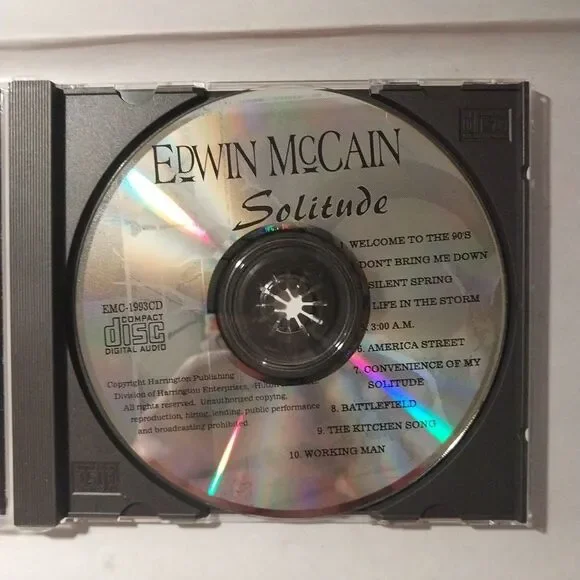 EDWIN McCAIN
Solitude
1. WELCOME TO THE 90'S
DON'T BRING ME DOWN
SILENT SPRING
LIFE IN THE STORM
3:00 A.M.
6. AMERICA STREET
7. CONVENIENCE OF MY
SOLITUDE
8. BATTLEFIELD
9. THE KITCHEN SONG
10. WORKING MAN
EMC-1993CD
COMPACT
disc
DIGITAL AUDIO
Copyright Harrington Publishing
Division of Harrington Enterprises,
All rights reserved. Unauthorized copying,
reproduction, hiring, lending, public performance
and broadcasting prohibited